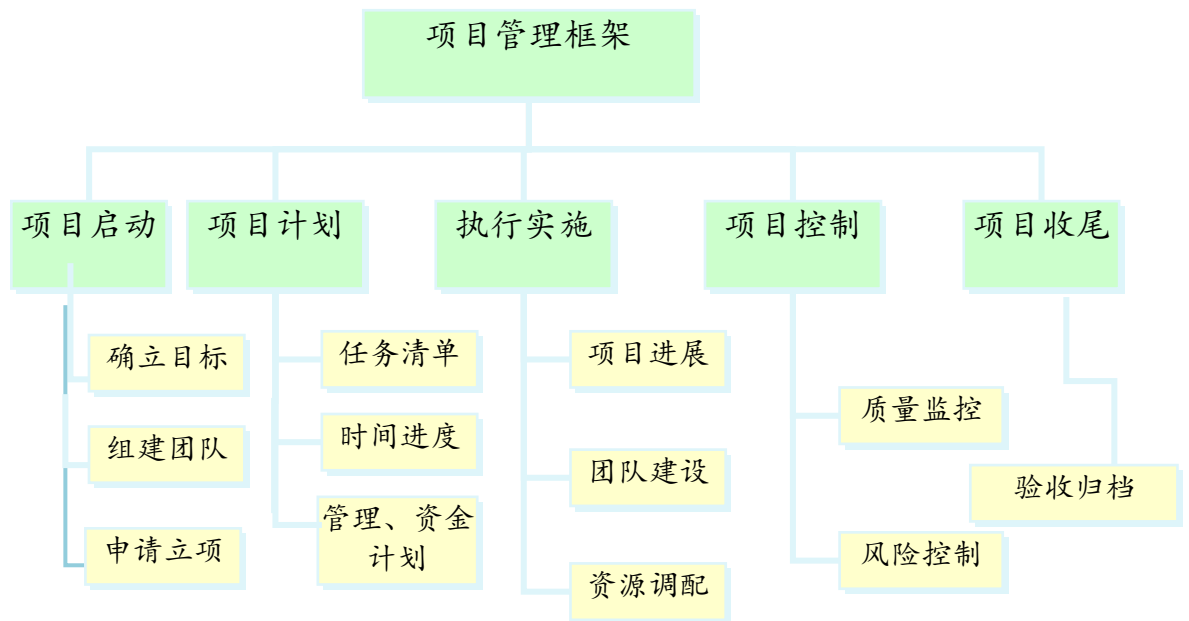 项目管理框架
项目启动
项目计划
执行实施
项目控制
项目收尾
确立目标
组建团队
申请立项
任务清单
时间进度
管理、资金
计划
项目进展
团队建设
资源调配
质量监控
风险控制
验收归档